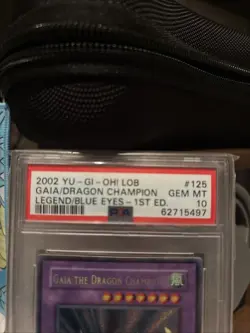 2002 YU - GI - OH! LOB #125
GAIA/DRAGON CHAMPION GEM MT
LEGEND/BLUE EYES - 1ST ED. 10
PSA 62715497
GAIA THE DRAGON CHAMPION